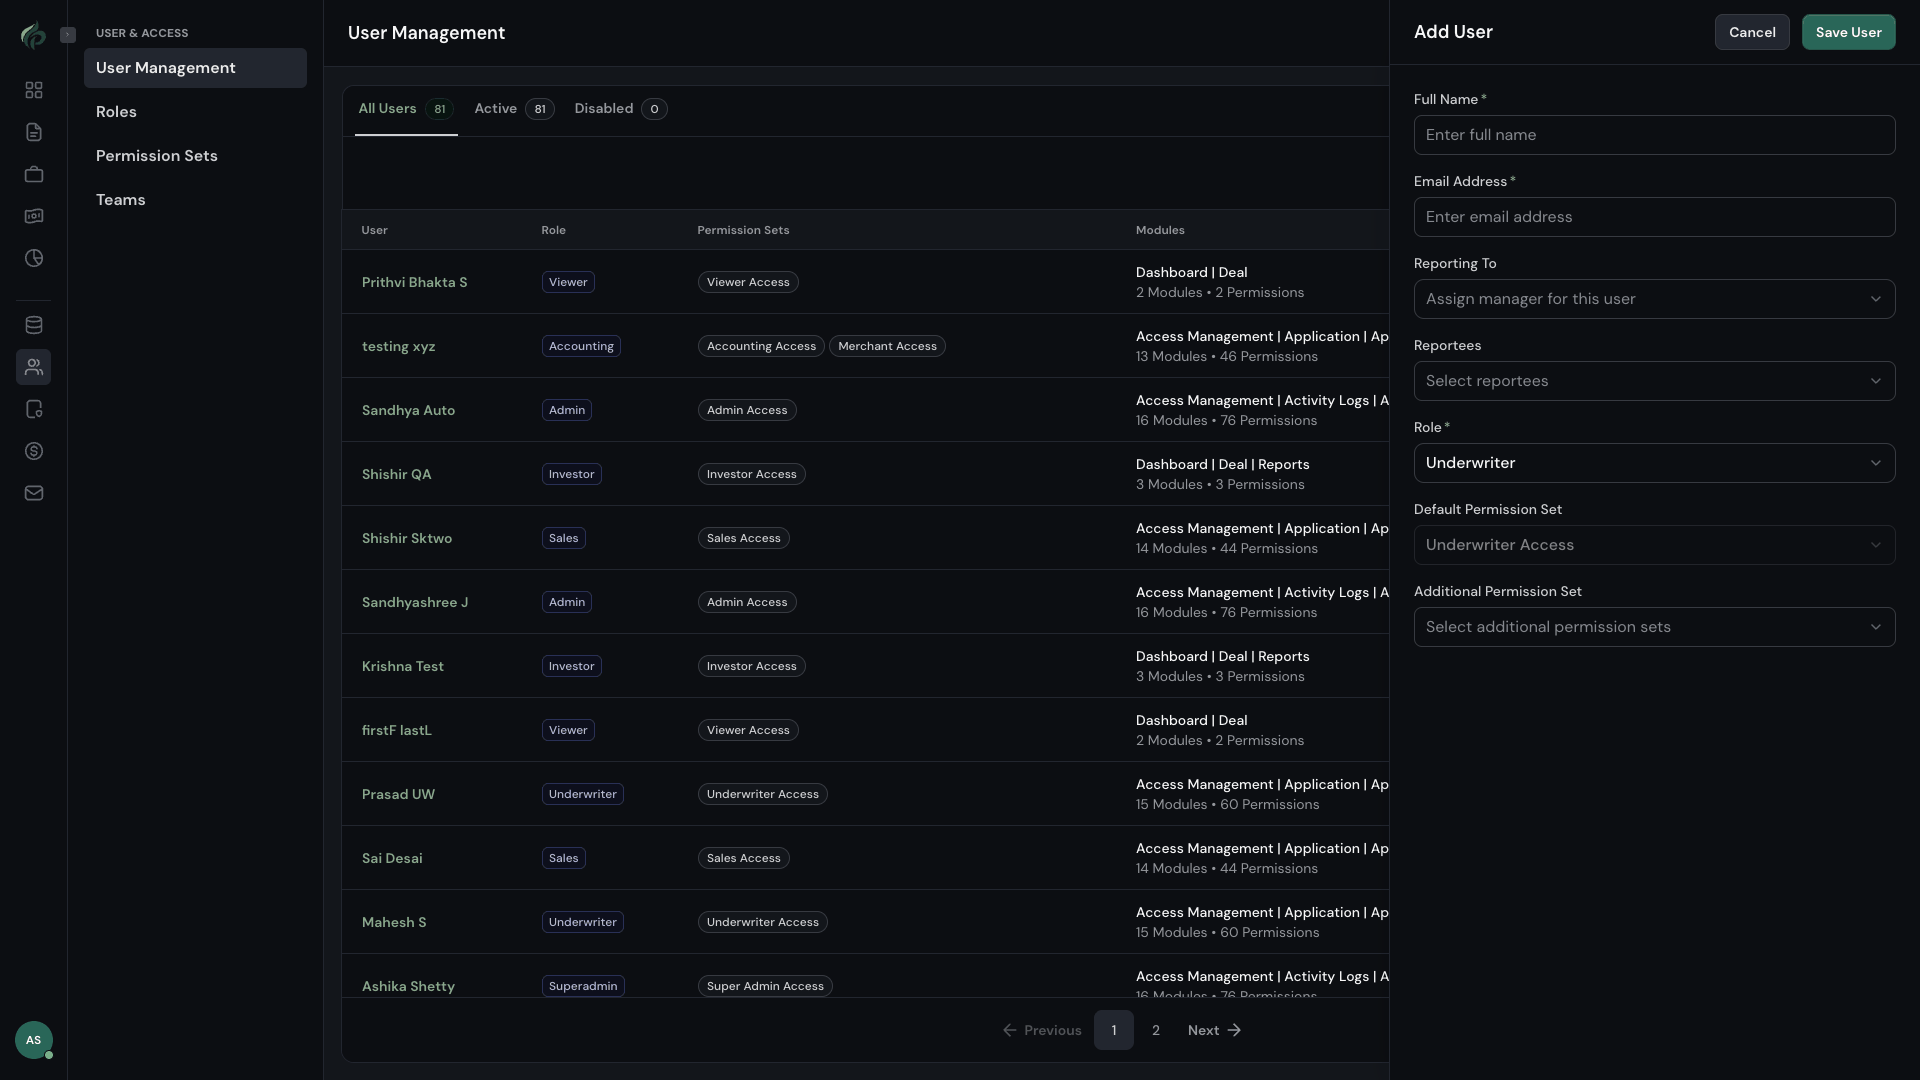 USER & ACCESS
User Management
Roles
Permission Sets
Teams
AS
User Management
All Users 81 Active 81 Disabled 0
User Role Permission Sets Modules
Prithvi Bhakta S Viewer Viewer Access Dashboard | Deal
2 Modules • 2 Permissions
testing xyz Accounting Accounting Access Merchant Access Access Management | Application | Ap
13 Modules • 46 Permissions
Sandhya Auto Admin Admin Access Access Management | Activity Logs | A
16 Modules • 76 Permissions
Shishir QA Investor Investor Access Dashboard | Deal | Reports
3 Modules • 3 Permissions
Shishir Sktwo Sales Sales Access Access Management | Application | Ap
14 Modules • 44 Permissions
Sandhyashree J Admin Admin Access Access Management | Activity Logs | A
16 Modules • 76 Permissions
Krishna Test Investor Investor Access Dashboard | Deal | Reports
3 Modules • 3 Permissions
firstF lastL Viewer Viewer Access Dashboard | Deal
2 Modules • 2 Permissions
Prasad UW Underwriter Underwriter Access Access Management | Application | Ap
15 Modules • 60 Permissions
Sai Desai Sales Sales Access Access Management | Application | Ap
14 Modules • 44 Permissions
Mahesh S Underwriter Underwriter Access Access Management | Application | Ap
15 Modules • 60 Permissions
Ashika Shetty Superadmin Super Admin Access Access Management | Activity Logs | A
16 Modules • 76 Permissions
Previous 1 2 Next
Add User Cancel Save User
Full Name *
Enter full name
Email Address *
Enter email address
Reporting To
Assign manager for this user
Reportees
Select reportees
Role *
Underwriter
Default Permission Set
Underwriter Access
Additional Permission Set
Select additional permission sets